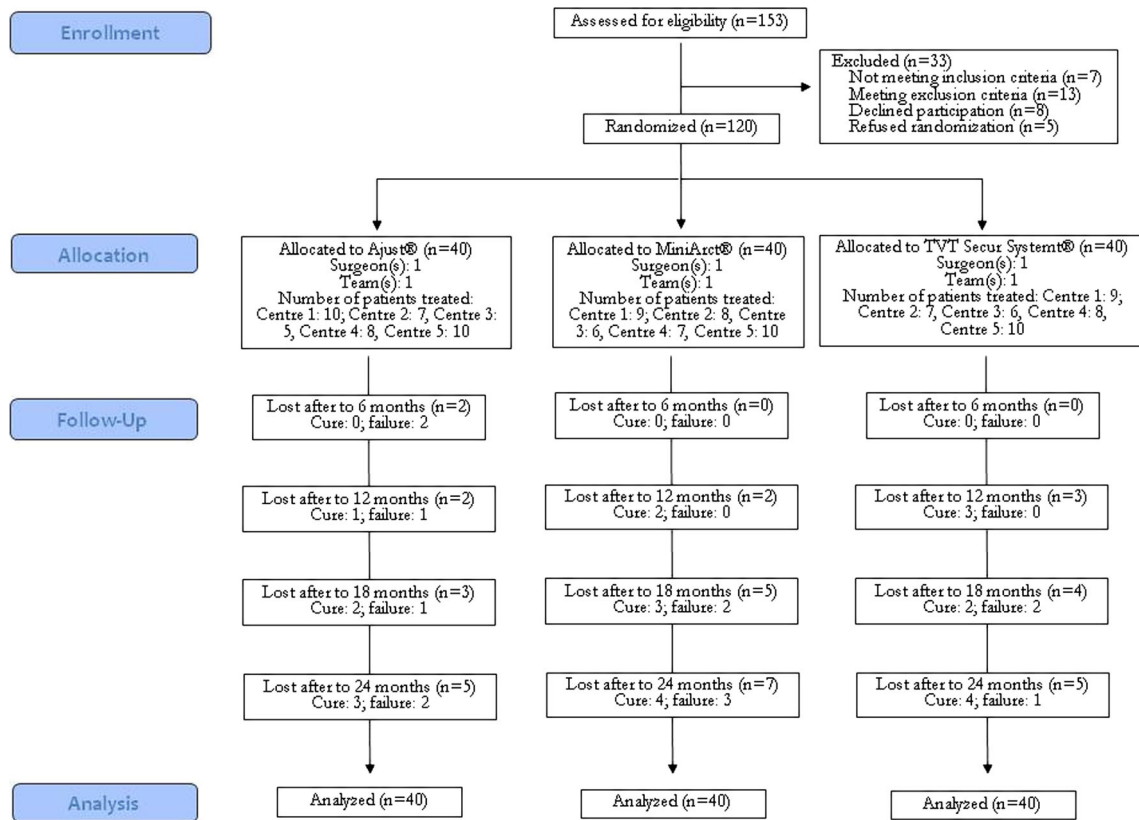 Enrollment
Assessed for eligibility (n=153)
Excluded (n=33)
Not meeting inclusion criteria (n=7)
Meeting exclusion criteria (n=13)
Declined participation (n=8)
Refused randomization (n=5)
Randomized (n=120)
Allocation
Allocated to Ajust® (n=40)
Surgeon(s): 1
Team(s): 1
Number of patients treated:
Centre 1: 10; Centre 2: 7, Centre 3:
5, Centre 4: 8, Centre 5: 10
Allocated to MiniArct® (n=40)
Surgeon(s): 1
Team(s): 1
Number of patients treated:
Centre 1: 9; Centre 2: 8, Centre
3: 6, Centre 4: 7, Centre 5: 10
Allocated to TVT Secur Systemt® (n=40)
Surgeon(s): 1
Team(s): 1
Number of patients treated: Centre 1: 9;
Centre 2: 7, Centre 3: 6, Centre 4: 8,
Centre 5: 10
Follow-Up
Lost after to 6 months (n=2)
Cure: 0; failure: 2
Lost after to 6 months (n=0)
Cure: 0; failure: 0
Lost after to 6 months (n=0)
Cure: 0; failure: 0
Lost after to 12 months (n=2)
Cure: 1; failure: 1
Lost after to 12 months (n=2)
Cure: 2; failure: 0
Lost after to 12 months (n=3)
Cure: 3; failure: 0
Lost after to 18 months (n=3)
Cure: 2; failure: 1
Lost after to 18 months (n=5)
Cure: 3; failure: 2
Lost after to 18 months (n=4)
Cure: 2; failure: 2
Lost after to 24 months (n=5)
Cure: 3; failure: 2
Lost after to 24 months (n=7)
Cure: 4; failure: 3
Lost after to 24 months (n=5)
Cure: 4; failure: 1
Analysis
Analyzed (n=40)
Analyzed (n=40)
Analyzed (n=40)